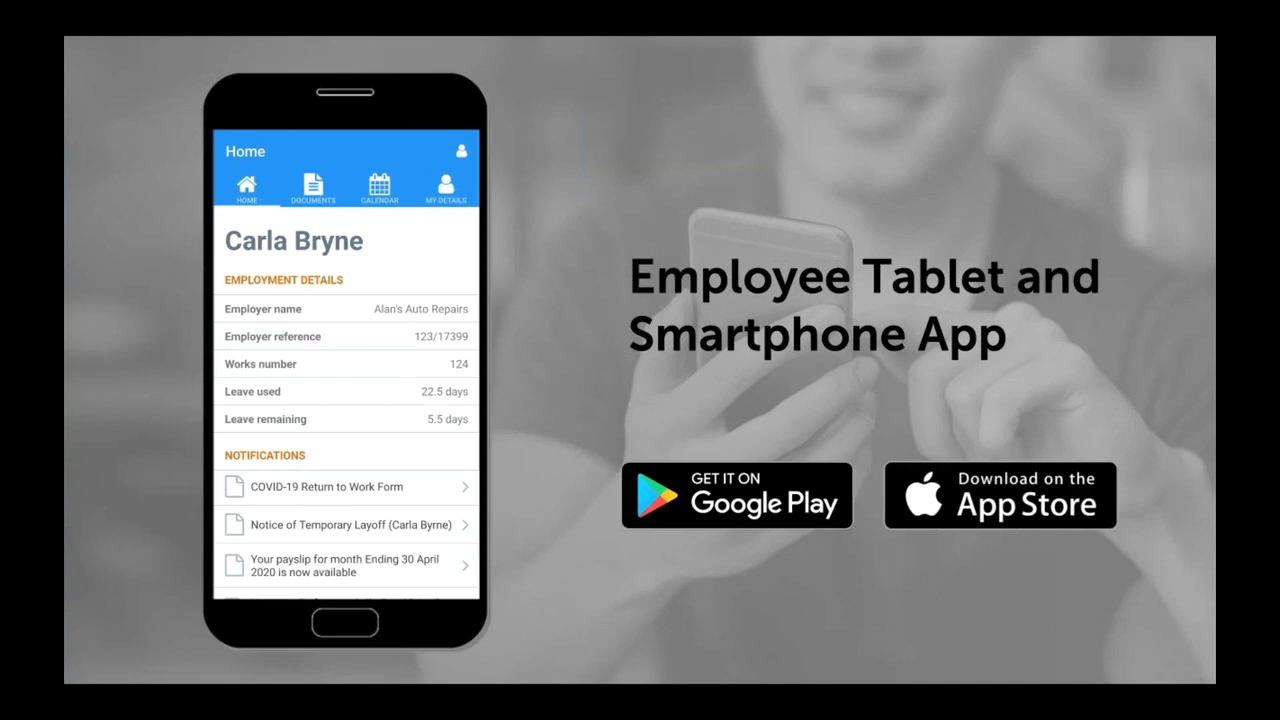 Home
HOME
DOCUMENTS
CALENDAR
MY DETAILS
Carla Bryne
EMPLOYMENT DETAILS
Employer name Alan's Auto Repairs
Employer reference 123/17399
Works number 124
Leave used 22.5 days
Leave remaining 5.5 days
NOTIFICATIONS
COVID-19 Return to Work Form
Notice of Temporary Layoff (Carla Byrne)
Your payslip for month Ending 30 April
2020 is now available
Employee Tablet and
Smartphone App
GET IT ON
Google Play
Download on the
App Store